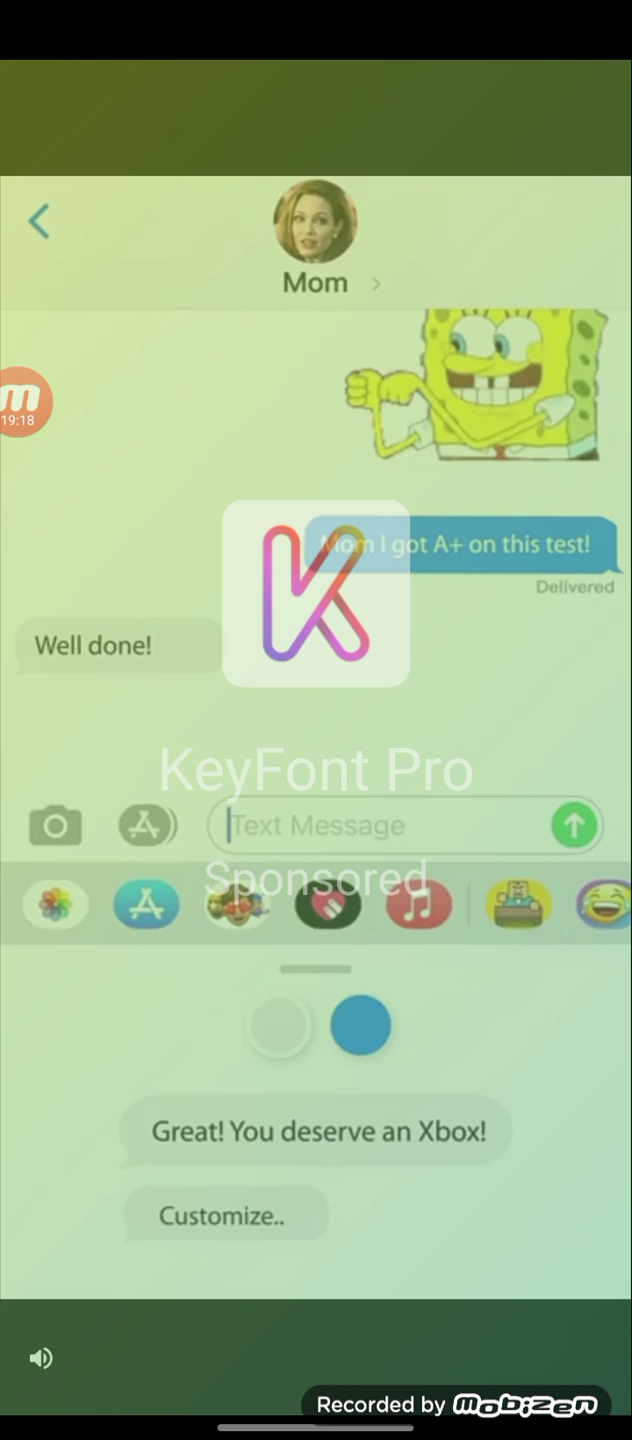 Mom
m
19:18
Mom I got A+ on this test!
Delivered
Well done!
KeyFont Pro
Text Message
Sponsored
Great! You deserve an Xbox!
Customize..
Recorded by mobizen